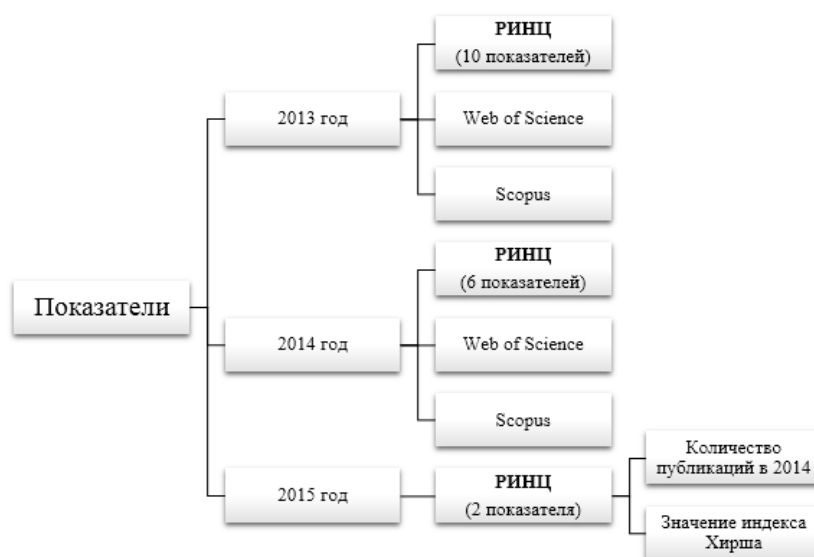 Показатели
2013 год
РИНЦ
(10 показателей)
Web of Science
Scopus
2014 год
РИНЦ
(6 показателей)
Web of Science
Scopus
2015 год
РИНЦ
(2 показателя)
Количество
публикаций в 2014
Значение индекса
Хирша